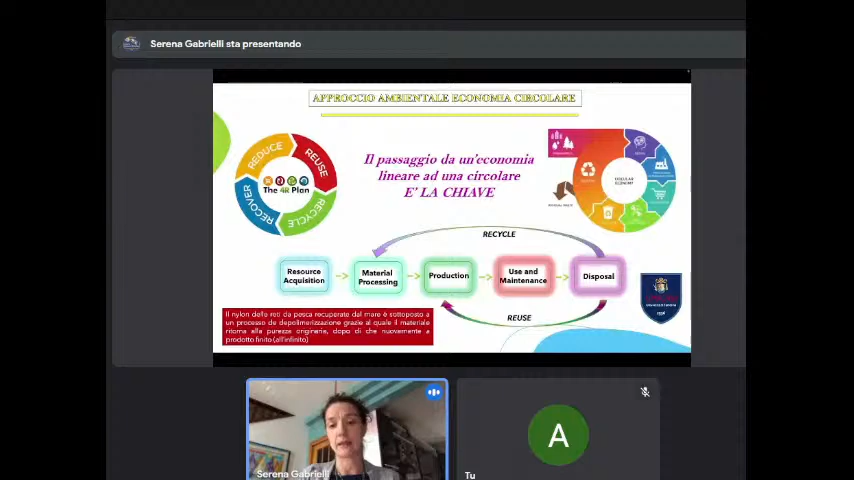 Serena Gabrielli sta presentando
APPROCCIO AMBIENTALE ECONOMIA CIRCOLARE
REDUCE
REUSE
RECYCLE
RECOVER
The 4R Plan
Il passaggio da un'economia
lineare ad una circolare
E' LA CHIAVE
CIRCULAR
ECONOMY
RECYCLE
Resource
Acquisition
Material
Processing
Production
Use and
Maintenance
Disposal
REUSE
Il nylon delle reti da pesca recuperate dal mare è sottoposto a
un processo de depolimerizzazione grazie al quale il materiale
ritorna alla purezza originaria, dopo di che nuovamente a
prodotto finito (all'infinito)
Serena Gabrielli
A
Tu